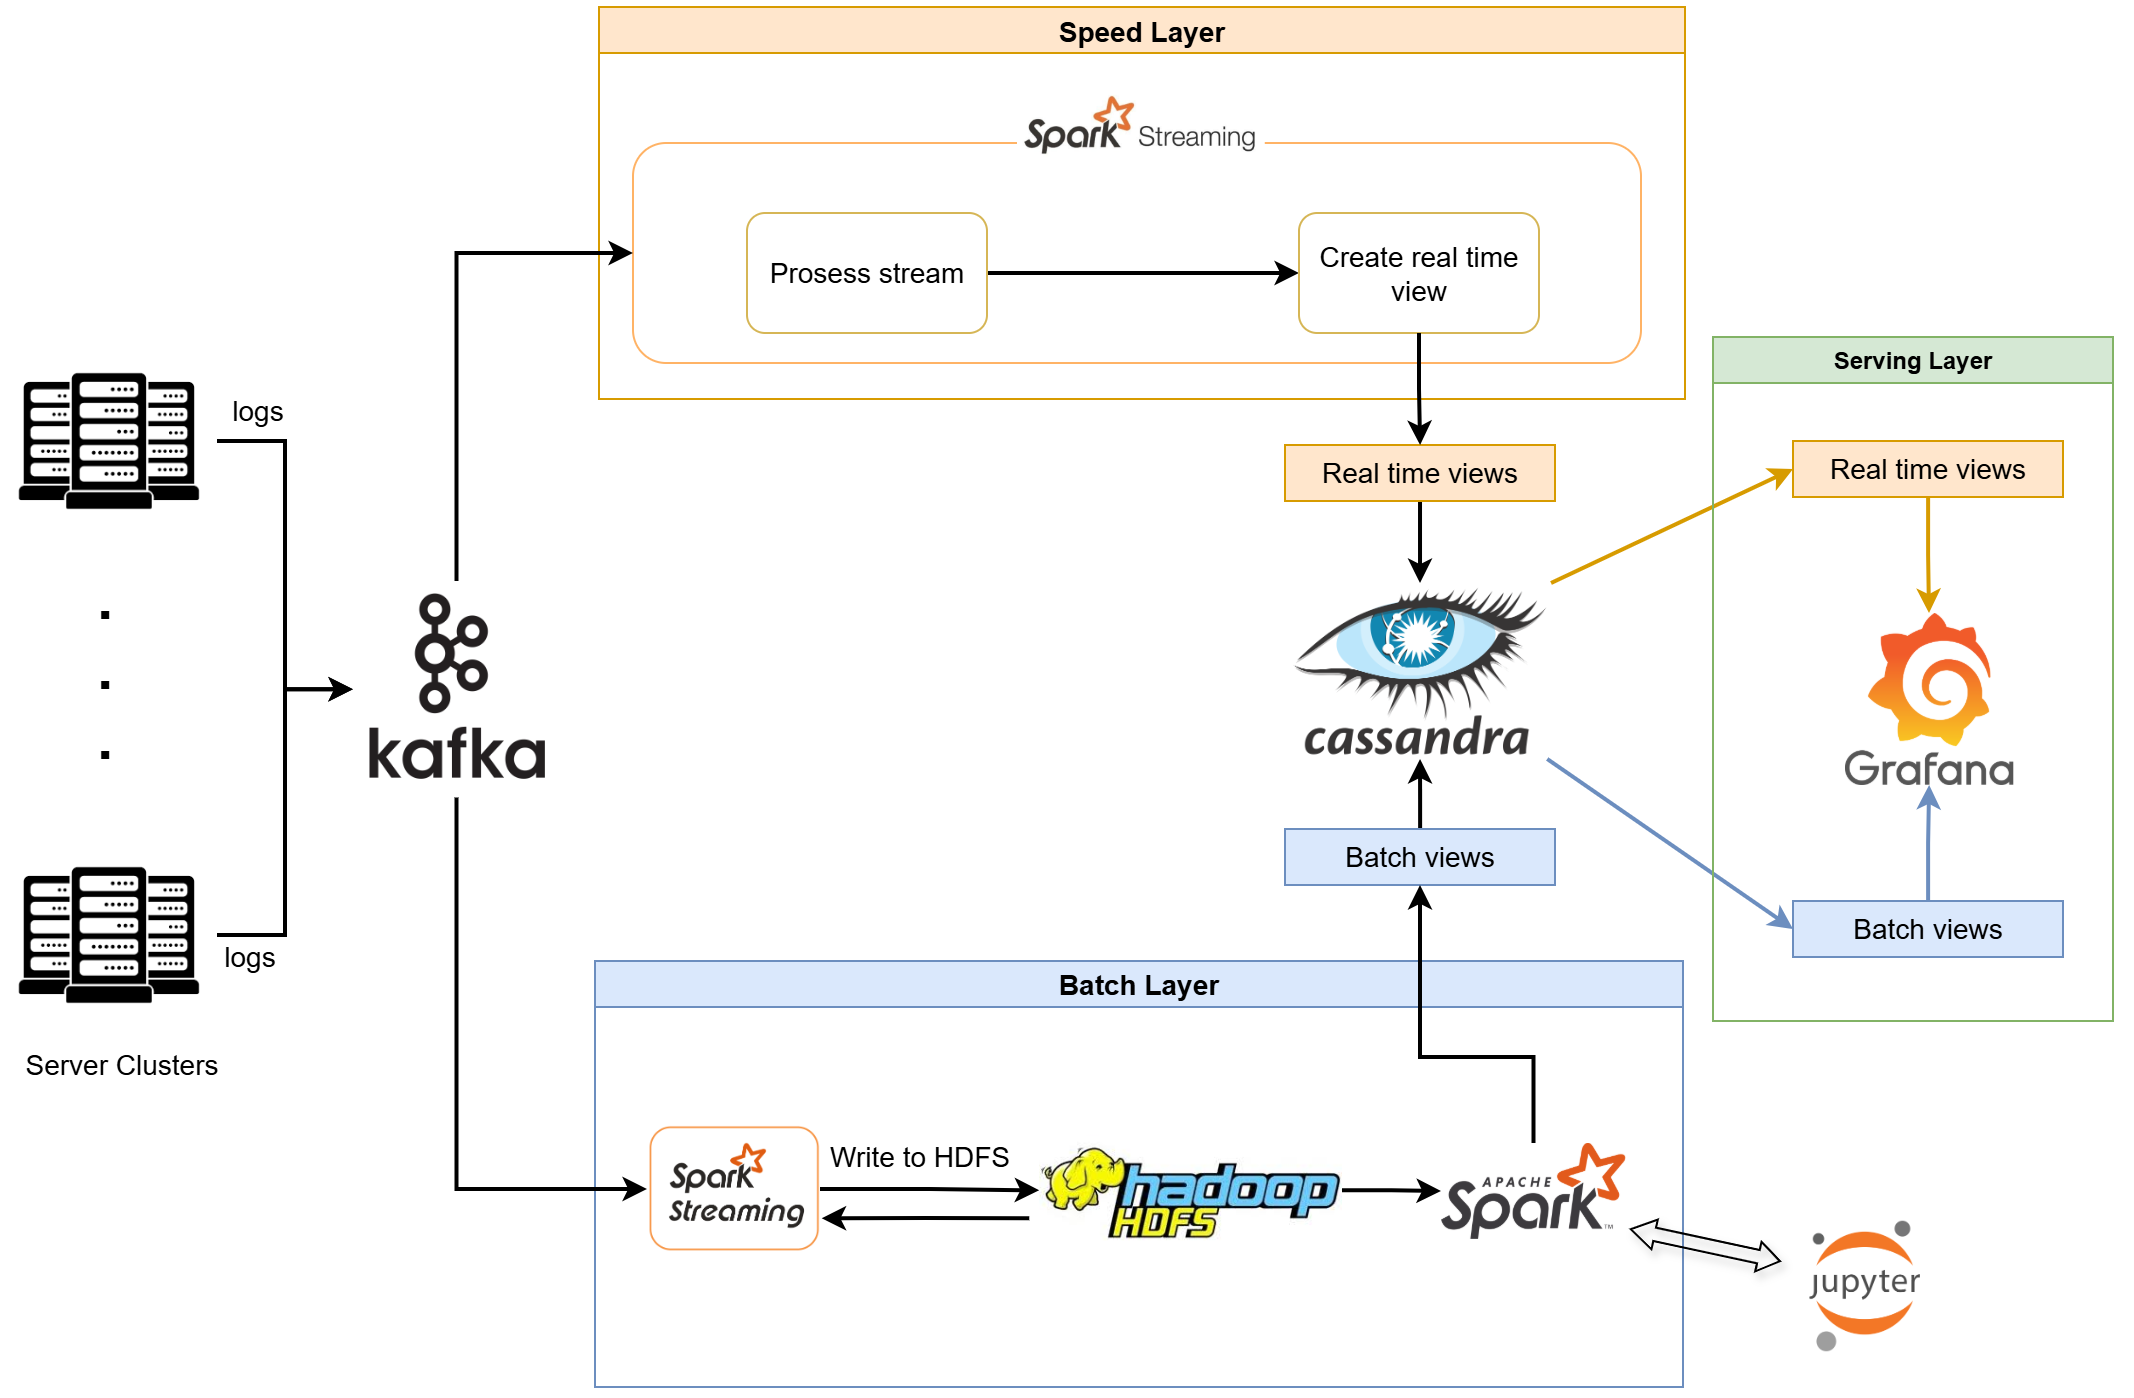 Speed Layer
Spark Streaming
Prosess stream
Create real time
view
logs
Real time views
Serving Layer
Real time views
kafka
cassandra
Grafana
Batch views
Batch views
logs
Server Clusters
Batch Layer
Spark
Streaming
Write to HDFS
hadoop
HDFS
APACHE
Spark™
jupyter